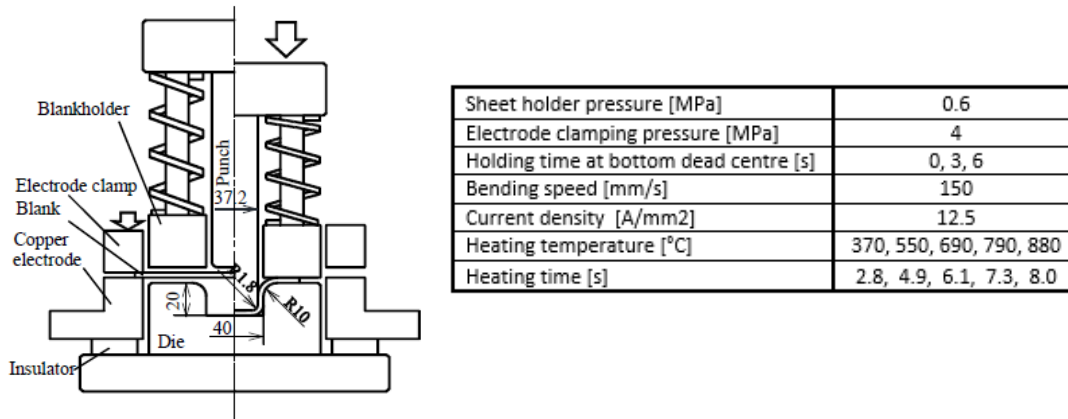 Blankholder
Punch
37.2
Electrode clamp
Blank
Copper
electrode
R1.8
20
R10
40
Die
Insulator
Sheet holder pressure [MPa] 0.6
Electrode clamping pressure [MPa] 4
Holding time at bottom dead centre [s] 0, 3, 6
Bending speed [mm/s] 150
Current density [A/mm2] 12.5
Heating temperature [⁰C] 370, 550, 690, 790, 880
Heating time [s] 2.8, 4.9, 6.1, 7.3, 8.0